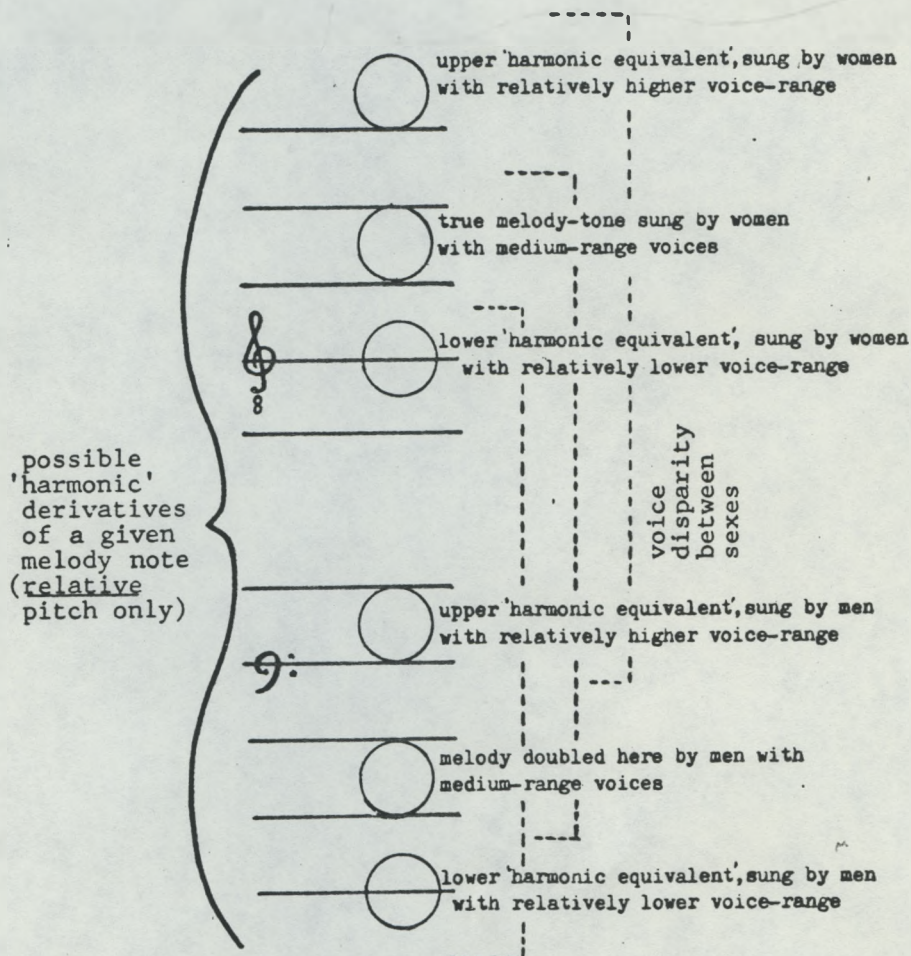 upper 'harmonic equivalent', sung by women
with relatively higher voice-range
true melody-tone sung by women
with medium-range voices
lower 'harmonic equivalent', sung by women
with relatively lower voice-range
8
possible
'harmonic'
derivatives
of a given
melody note
(relative
pitch only)
voice
disparity
between
sexes
upper 'harmonic equivalent', sung by men
with relatively higher voice-range
melody doubled here by men with
medium-range voices
lower 'harmonic equivalent', sung by men
with relatively lower voice-range